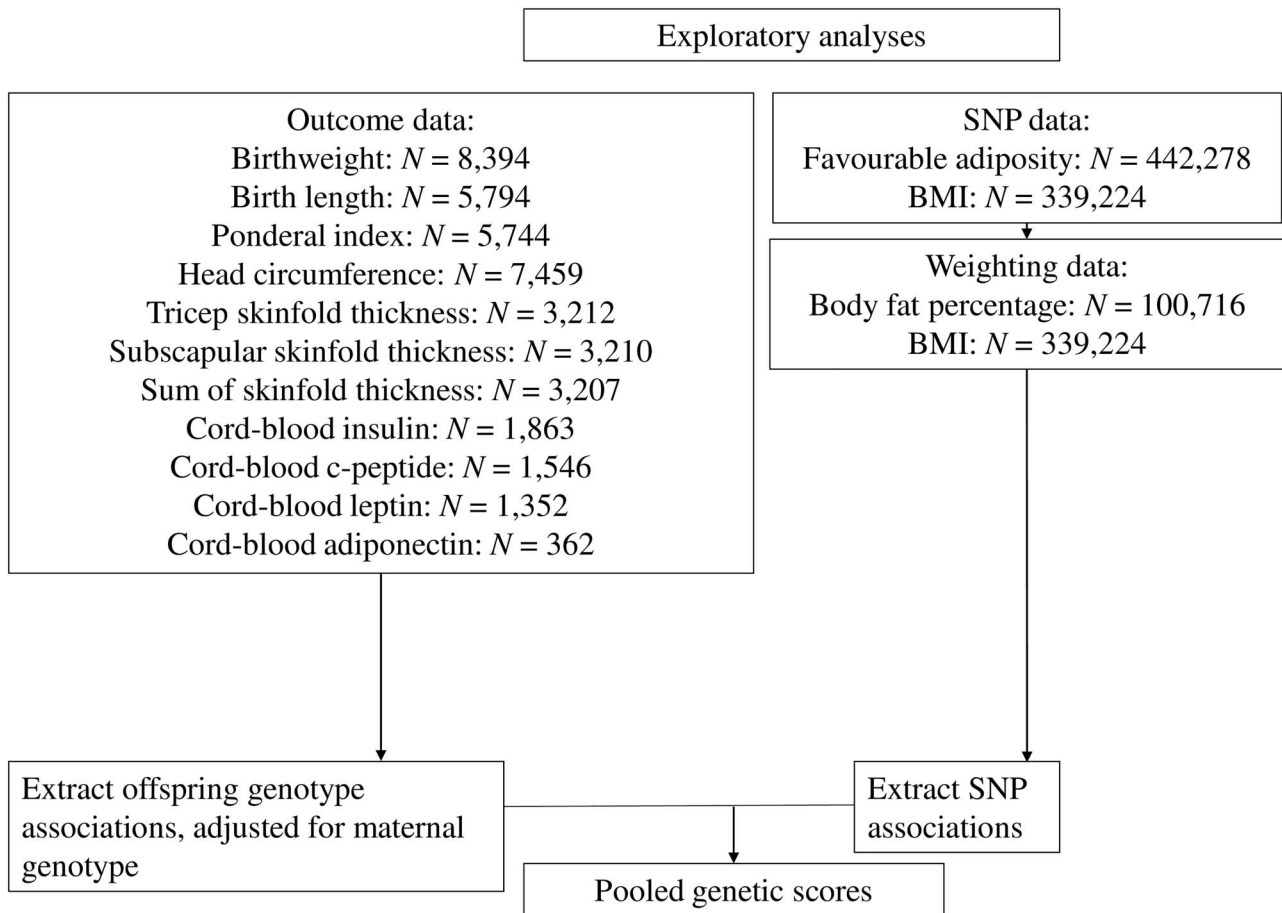 Exploratory analyses
Outcome data:
Birthweight: N = 8,394
Birth length: N = 5,794
Ponderal index: N = 5,744
Head circumference: N = 7,459
Tricep skinfold thickness: N = 3,212
Subscapular skinfold thickness: N = 3,210
Sum of skinfold thickness: N = 3,207
Cord-blood insulin: N = 1,863
Cord-blood c-peptide: N = 1,546
Cord-blood leptin: N = 1,352
Cord-blood adiponectin: N = 362
SNP data:
Favourable adiposity: N = 442,278
BMI: N = 339,224
Weighting data:
Body fat percentage: N = 100,716
BMI: N = 339,224
Extract offspring genotype
associations, adjusted for maternal
genotype
Extract SNP
associations
Pooled genetic scores